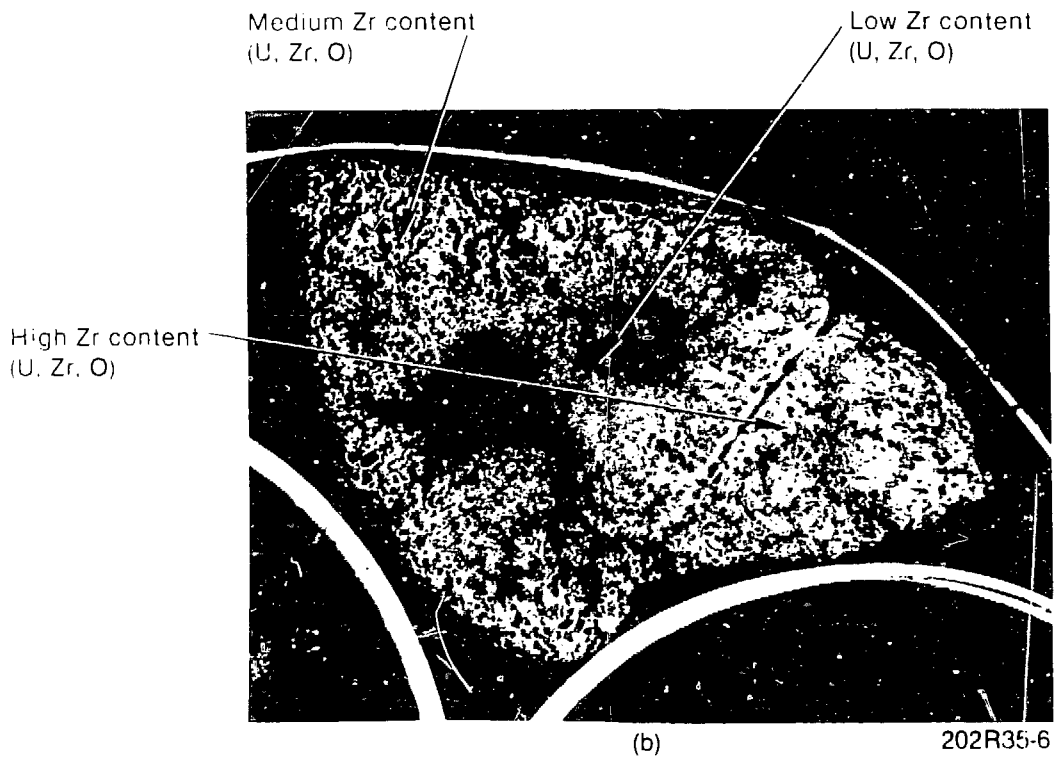 Medium Zr content
(U, Zr, O)
Low Zr content
(U, Zr, O)
High Zr content
(U, Zr, O)
(b)
202R35-6